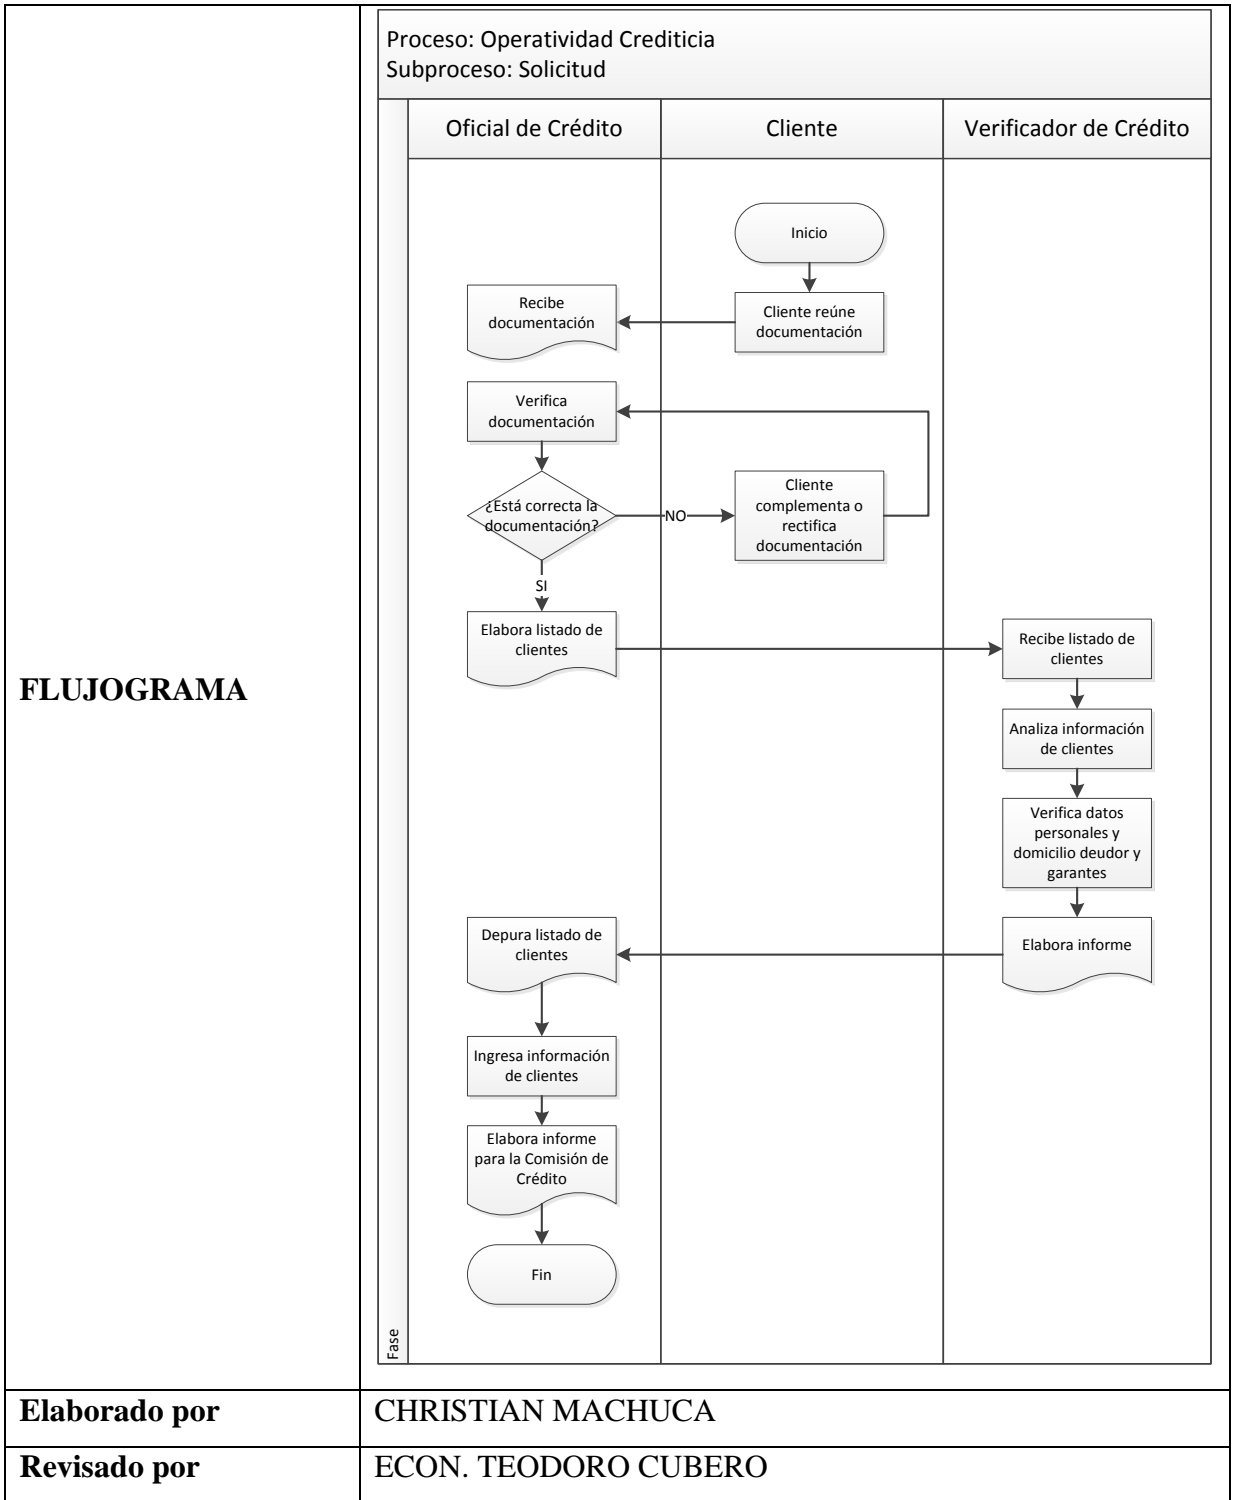 Proceso: Operatividad Crediticia
Subproceso: Solicitud
Oficial de Crédito
Cliente
Verificador de Crédito
Inicio
Recibe
documentación
Cliente reúne
documentación
Verifica
documentación
¿Está correcta la
documentación?
NO
Cliente
complementa o
rectifica
documentación
SI
Elabora listado de
clientes
Recibe listado de
clientes
FLUJOGRAMA
Analiza información
de clientes
Verifica datos
personales y
domicilio deudor y
garantes
Depura listado de
clientes
Elabora informe
Ingresa información
de clientes
Elabora informe
para la Comisión de
Crédito
Fin
Fase
Elaborado por
CHRISTIAN MACHUCA
Revisado por
ECON. TEODORO CUBERO